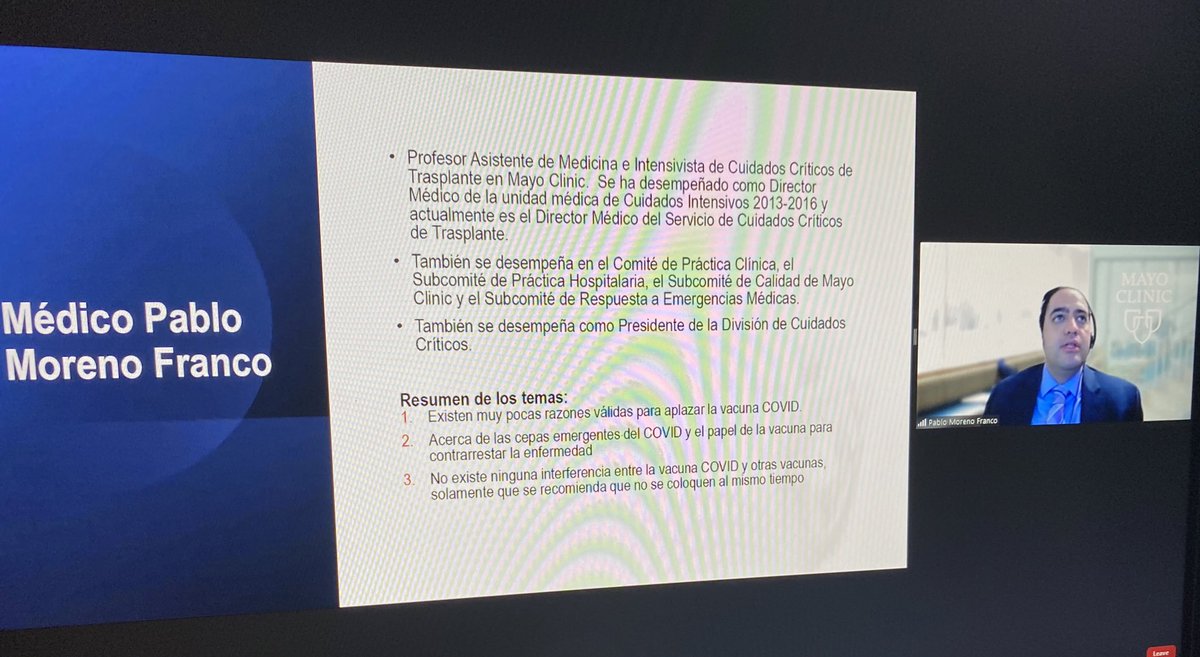 Médico Pablo
Moreno Franco
• Profesor Asistente de Medicina e Intensivista de Cuidados Críticos de
Trasplante en Mayo Clinic. Se ha desempeñado como Director
Médico de la unidad médica de Cuidados Intensivos 2013-2016 y
actualmente es el Director Médico del Servicio de Cuidados Críticos
de Trasplante.
• También se desempeña en el Comité de Práctica Clínica, el
Subcomité de Práctica Hospitalaria, el Subcomité de Calidad de Mayo
Clinic y el Subcomité de Respuesta a Emergencias Médicas.
• También se desempeña como Presidente de la División de Cuidados
Críticos.
Resumen de los temas:
1. Existen muy pocas razones válidas para aplazar la vacuna COVID.
2. Acerca de las cepas emergentes del COVID y el papel de la vacuna para
contrarrestar la enfermedad
3. No existe ninguna interferencia entre la vacuna COVID y otras vacunas,
solamente que se recomienda que no se coloquen al mismo tiempo
MAYO
CLINIC
Pablo Moreno Franco
Leave